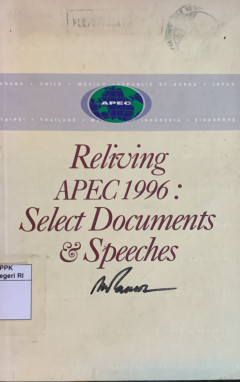 CHILE • MEXICO • REPUBLIC OF KOREA • JAPAN
APEC
TAIPEI • THAILAND • INDONESIA • SINGAPORE
Reliving
APEC 1996 :
Select Documents
& Speeches
PPK
egeri RI